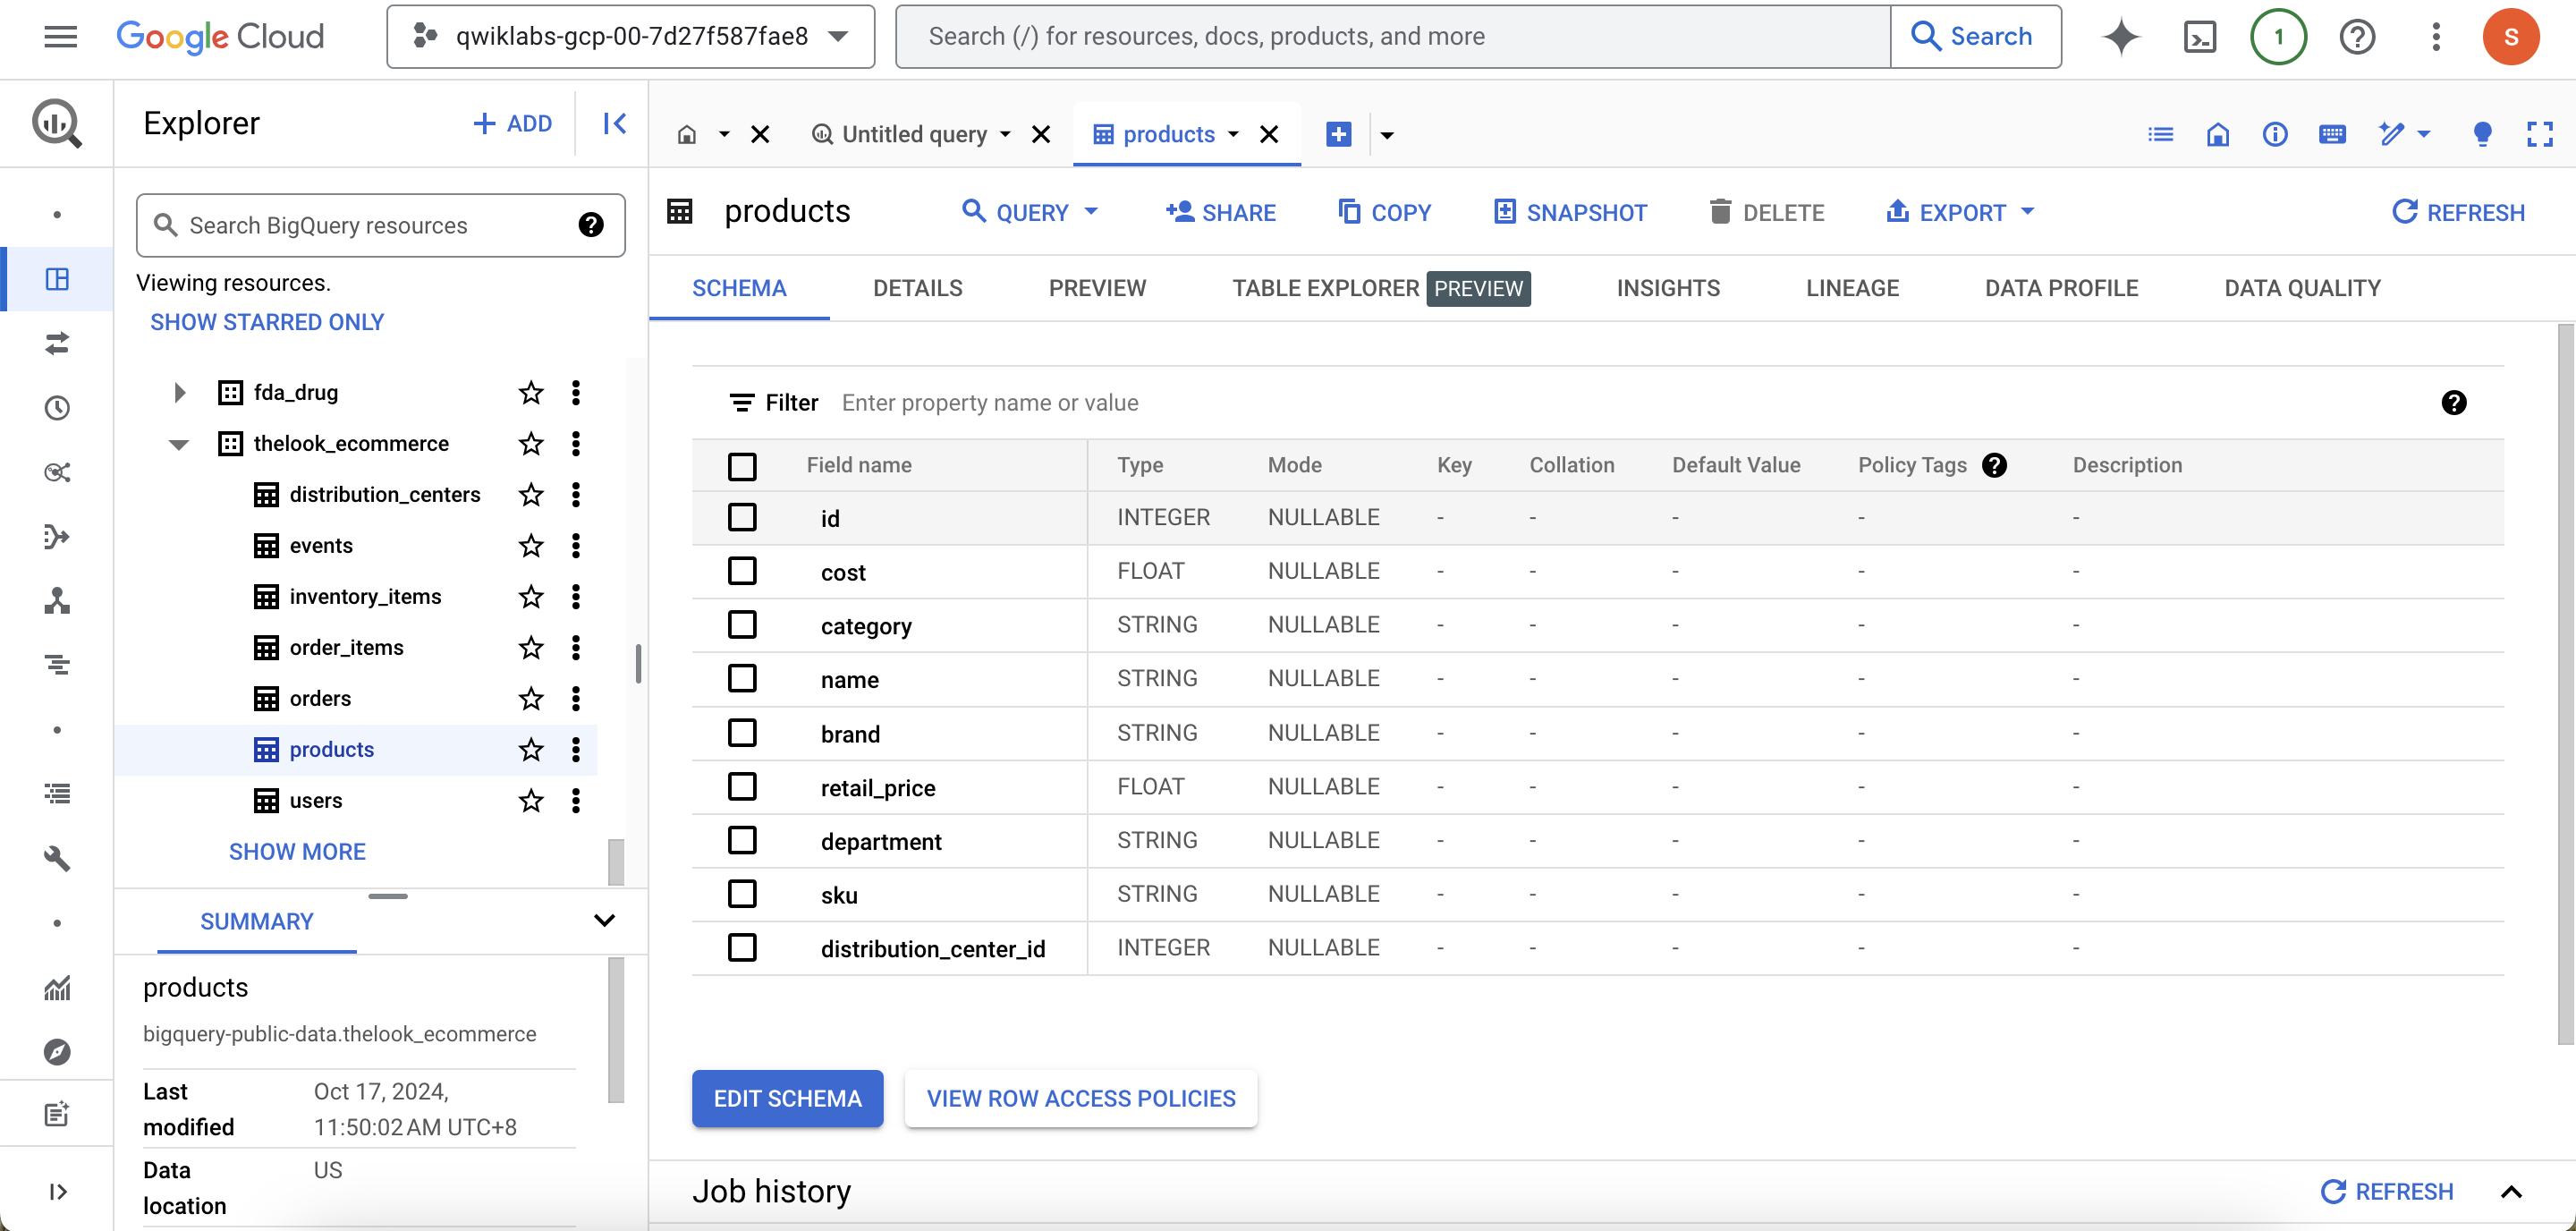 Google Cloud
qwiklabs-gcp-00-7d27f587fae8
Search (/) for resources, docs, products, and more
Search
1
S
Explorer
ADD
Untitled query
products
Search BigQuery resources
Viewing resources.
SHOW STARRED ONLY
fda_drug
thelook_ecommerce
distribution_centers
events
inventory_items
order_items
orders
products
users
SHOW MORE
SUMMARY
products
bigquery-public-data.thelook_ecommerce
Last modified Oct 17, 2024, 11:50:02 AM UTC+8
Data location US
products
QUERY SHARE COPY SNAPSHOT DELETE EXPORT REFRESH
SCHEMA DETAILS PREVIEW TABLE EXPLORER PREVIEW INSIGHTS LINEAGE DATA PROFILE DATA QUALITY
Filter Enter property name or value
Field name Type Mode Key Collation Default Value Policy Tags Description
id INTEGER NULLABLE - - - - -
cost FLOAT NULLABLE - - - - -
category STRING NULLABLE - - - - -
name STRING NULLABLE - - - - -
brand STRING NULLABLE - - - - -
retail_price FLOAT NULLABLE - - - - -
department STRING NULLABLE - - - - -
sku STRING NULLABLE - - - - -
distribution_center_id INTEGER NULLABLE - - - - -
EDIT SCHEMA VIEW ROW ACCESS POLICIES
Job history REFRESH